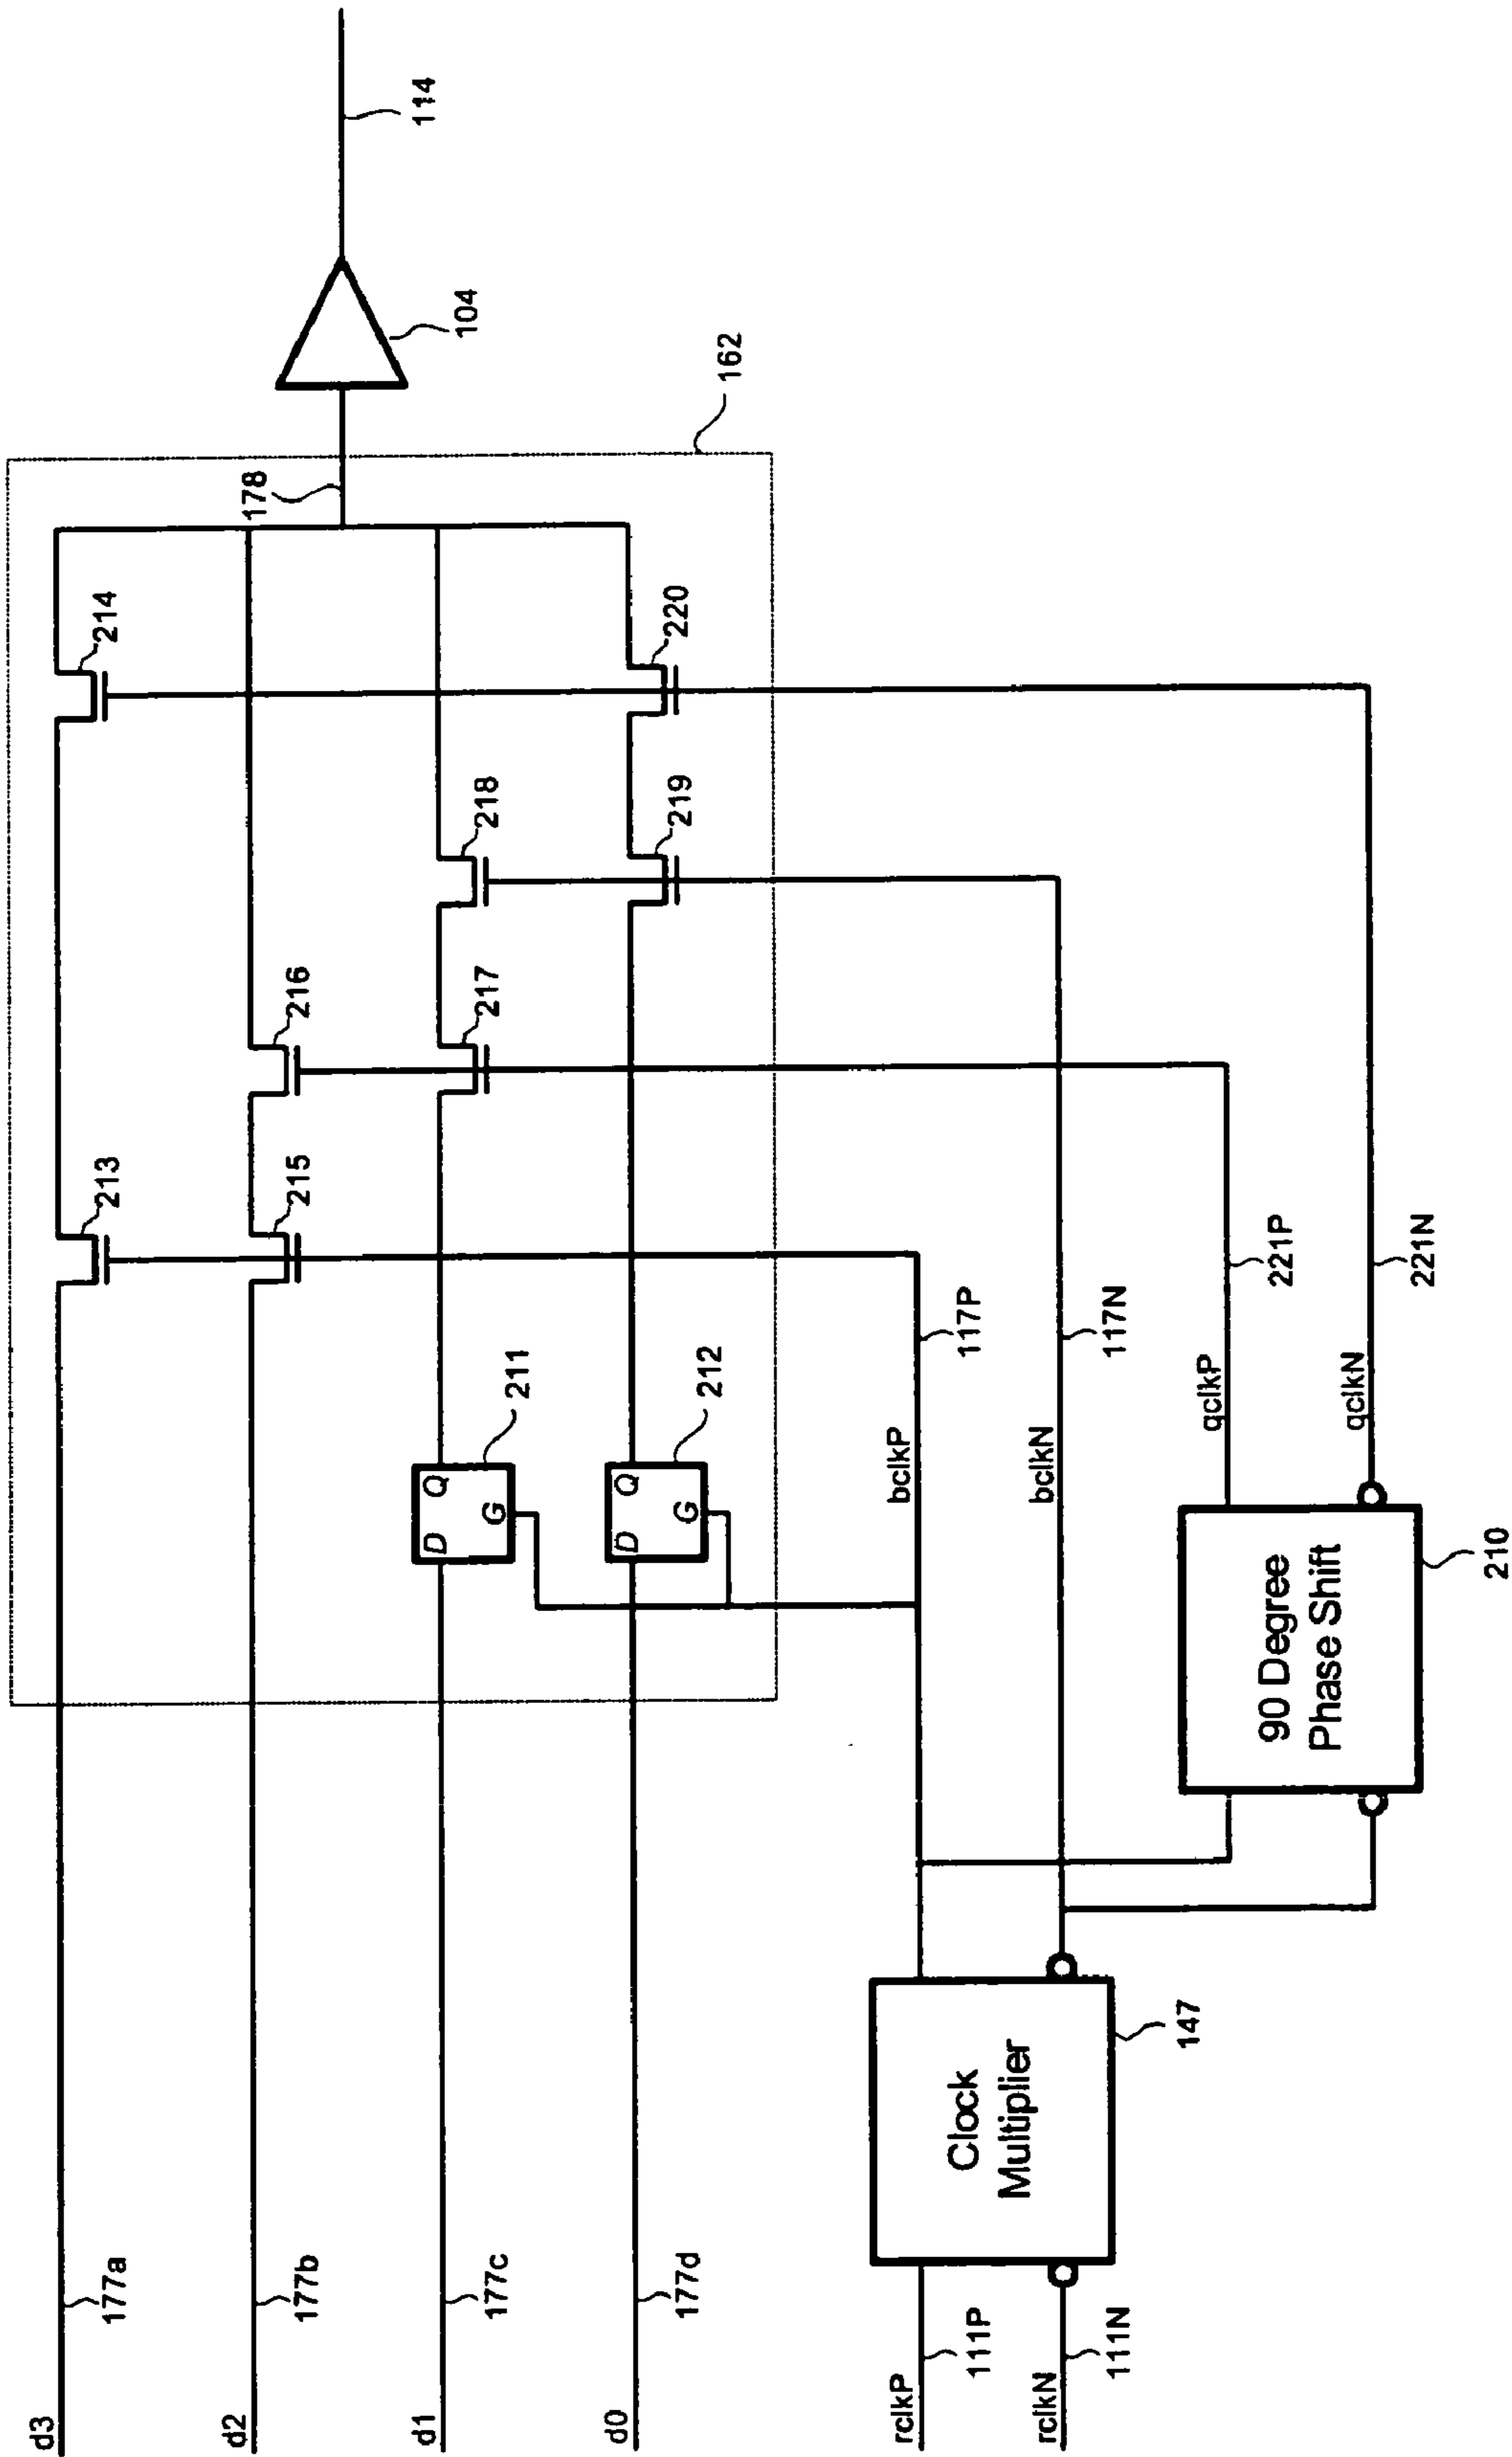 d3
177a
213
214
178
d2
177b
215
216
162
104
114
d1
177c
D
Q
G
211
217
218
d0
177d
D
Q
G
212
219
220
rclkP
111P
rclkN
111N
Clock
Multiplier
147
bclkP
117P
bclkN
117N
90 Degree
Phase Shift
210
qclkP
221P
qclkN
221N